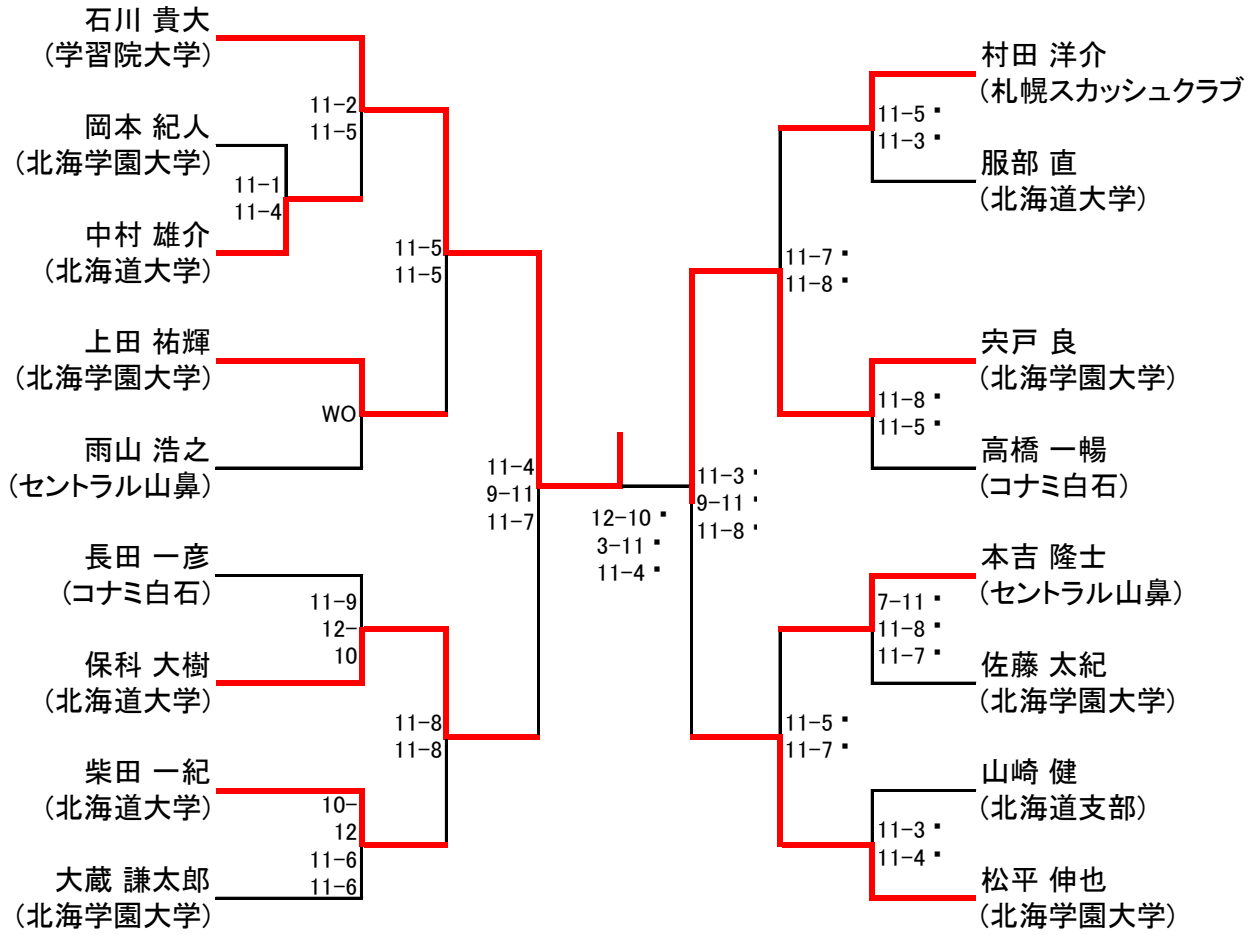 石川 貴大
(学習院大学)
11-2
11-5
岡本 紀人
(北海学園大学)
11-1
11-4
中村 雄介
(北海道大学)
11-5
11-5
上田 祐輝
(北海学園大学)
WO
雨山 浩之
(セントラル山鼻)
11-4
9-11
11-7
長田 一彦
(コナミ白石)
11-9
12-
10
保科 大樹
(北海道大学)
11-8
11-8
柴田 一紀
(北海道大学)
10-
12
11-6
11-6
大蔵 謙太郎
(北海学園大学)
12-10
3-11
11-4
村田 洋介
(札幌スカッシュクラブ
11-5
11-3
服部 直
(北海道大学)
11-7
11-8
宍戸 良
(北海学園大学)
11-8
11-5
高橋 一暢
(コナミ白石)
11-3
9-11
11-8
本吉 隆士
(セントラル山鼻)
7-11
11-8
11-7
佐藤 太紀
(北海学園大学)
11-5
11-7
山崎 健
(北海道支部)
11-3
11-4
松平 伸也
(北海学園大学)